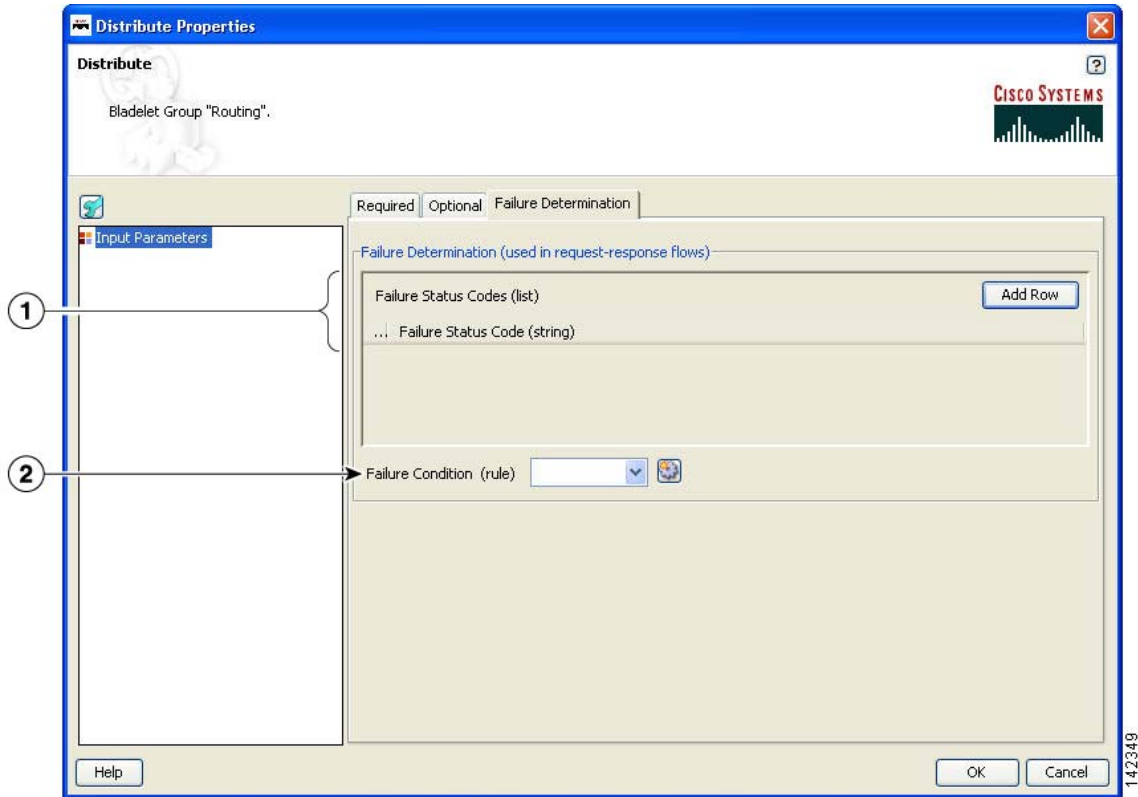 Distribute Properties
Distribute
Bladelet Group "Routing".
CISCO SYSTEMS
Input Parameters
Required Optional Failure Determination
Failure Determination (used in request-response flows)
1
Failure Status Codes (list) Add Row
... Failure Status Code (string)
2
Failure Condition (rule)
Help OK Cancel
142349